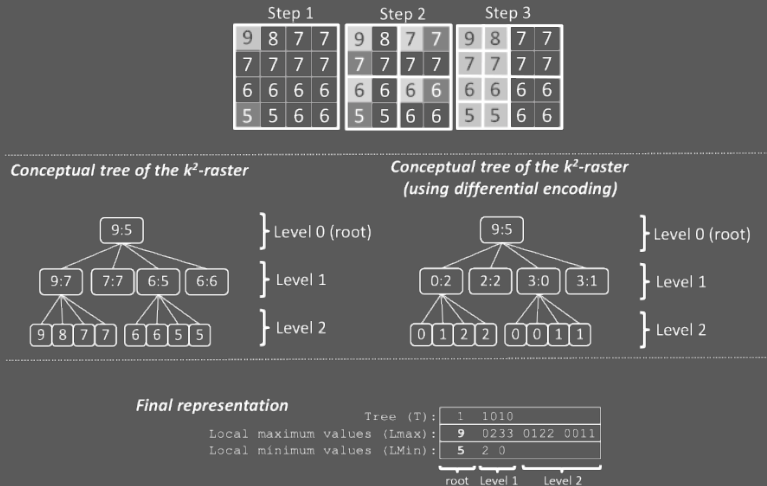 Step 1 Step 2 Step 3
9 8 7 7 9 8 7 7 9 8 7 7
7 7 7 7 7 7 7 7 7 7 7 7
6 6 6 6 6 6 6 6 6 6 6 6
5 5 6 6 5 5 6 6 5 5 6 6
Conceptual tree of the k²-raster
9:5 Level 0 (root)
9:7 7:7 6:5 6:6 Level 1
9 8 7 7 6 6 5 5 Level 2
Conceptual tree of the k²-raster
(using differential encoding)
9:5 Level 0 (root)
0:2 2:2 3:0 3:1 Level 1
0 1 2 2 0 0 1 1 Level 2
Final representation
Tree (T): 1 1010
Local maximum values (Lmax): 9 0233 0122 0011
Local minimum values (LMin): 5 2 0
root Level 1 Level 2